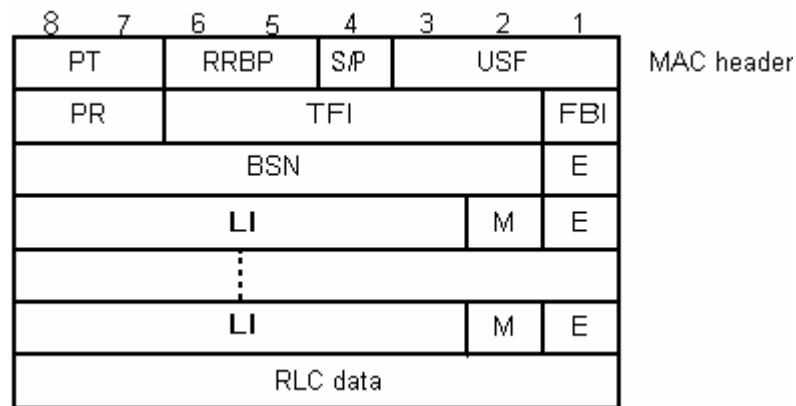 8 7 6 5 4 3 2 1
PT RRBP S/P USF MAC header
PR TFI FBI
BSN E
LI M E
LI M E
RLC data